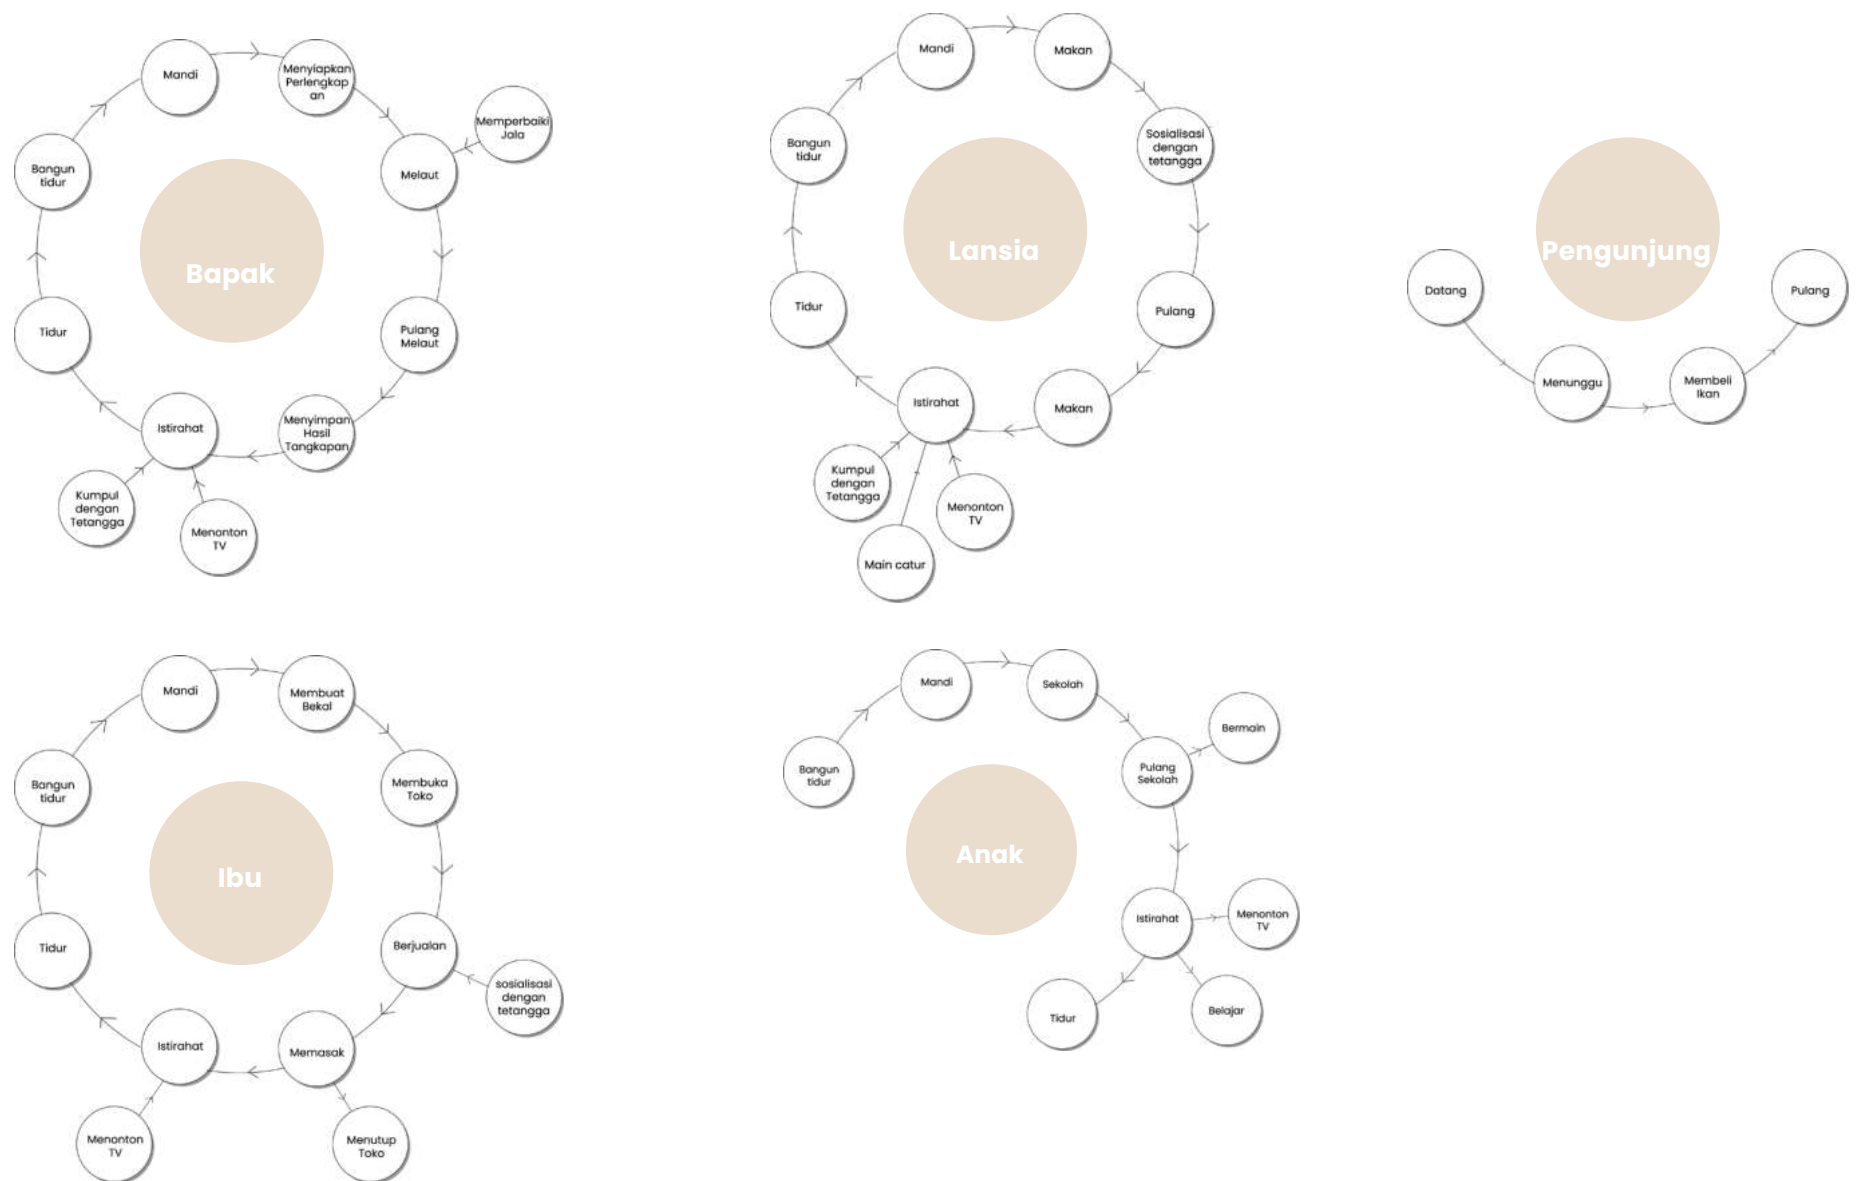 Mandi
Menyiapkan
Perlengkap
an
Memperbaiki
Jala
Melaut
Bangun
tidur
Bapak
Tidur
Pulang
Melaut
Istirahat
Menyimpan
Hasil
Tangkapan
Kumpul
dengan
Tetangga
Menonton
TV
Mandi
Makan
Bangun
tidur
Sosialisasi
dengan
tetangga
Lansia
Tidur
Pulang
Istirahat
Makan
Kumpul
dengan
Tetangga
Menonton
TV
Main catur
Pengunjung
Datang
Pulang
Menunggu
Membeli
Ikan
Mandi
Membuat
Bekal
Bangun
tidur
Membuka
Toko
Ibu
Tidur
Berjualan
sosialisasi
dengan
tetangga
Istirahat
Memasak
Menonton
TV
Menutup
Toko
Mandi
Sekolah
Bermain
Bangun
tidur
Pulang
Sekolah
Anak
Istirahat
Menonton
TV
Tidur
Belajar